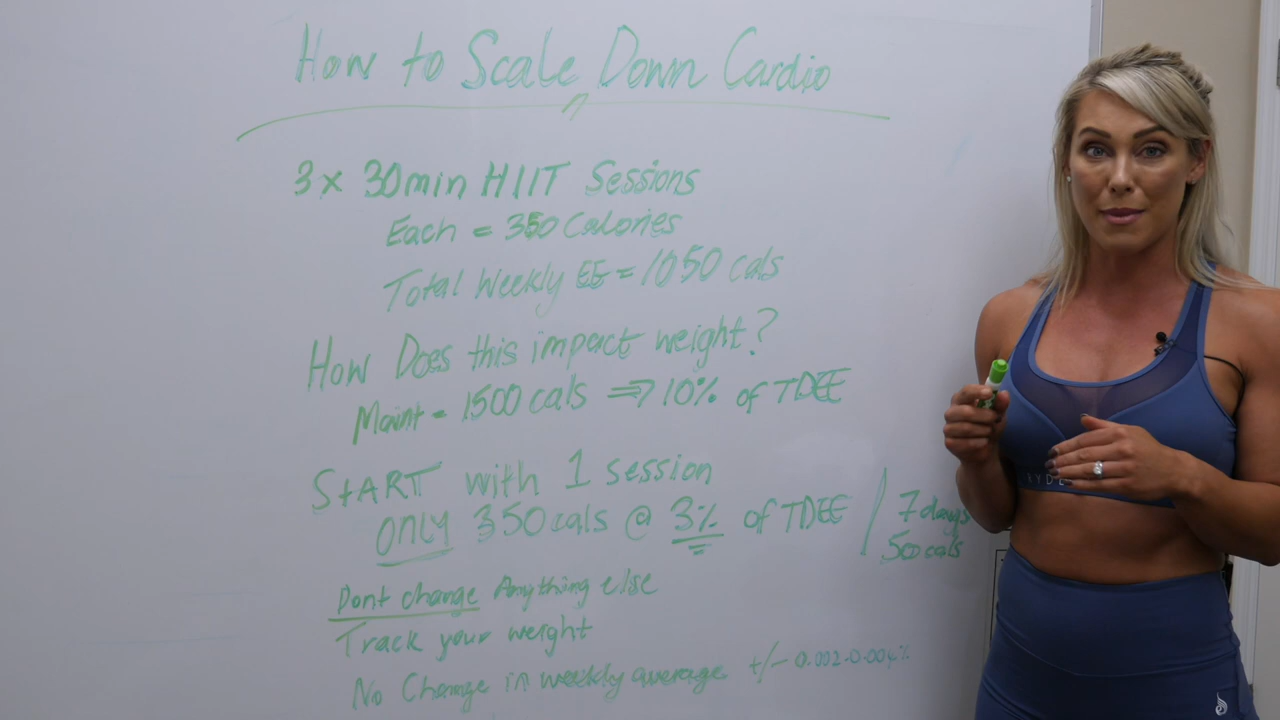 How to Scale Down Cardio
3 x 30min HIIT Sessions
Each = 350 Calories
Total Weekly EE = 1050 cals
How Does this impact weight?
Maint = 1500 cals ⇒ 10% of TDEE
StART with 1 session
ONLY 350 cals @ 3% of TDEE / 7 days
50 cals
Dont change Anything else
Track your weight
No Change in weekly average +/- 0.002-0.004%
RYDE